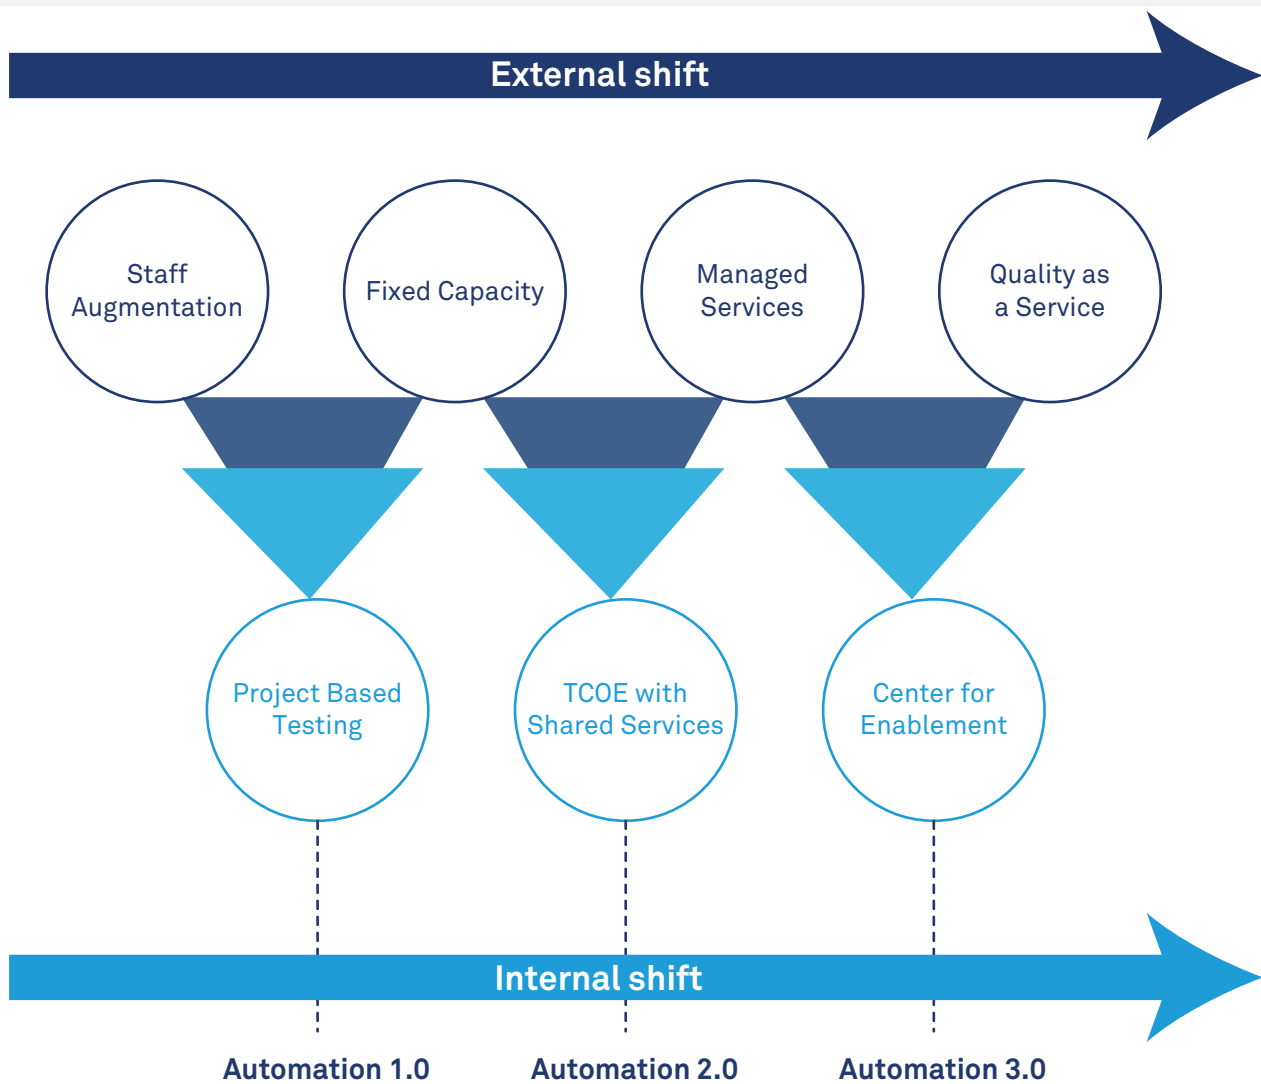 External shift
Staff
Augmentation
Fixed Capacity
Managed
Services
Quality as
a Service
Project Based
Testing
TCOE with
Shared Services
Center for
Enablement
Internal shift
Automation 1.0
Automation 2.0
Automation 3.0